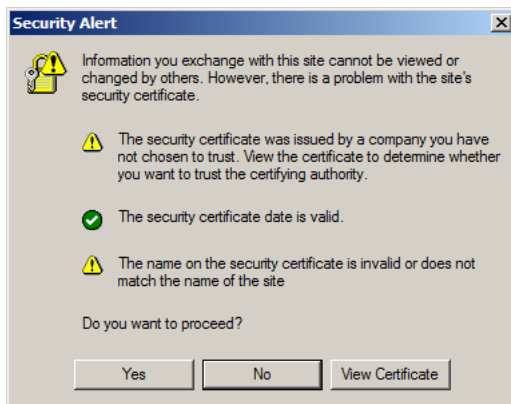 Security Alert
Information you exchange with this site cannot be viewed or
changed by others. However, there is a problem with the site's
security certificate.
The security certificate was issued by a company you have
not chosen to trust. View the certificate to determine whether
you want to trust the certifying authority.
The security certificate date is valid.
The name on the security certificate is invalid or does not
match the name of the site
Do you want to proceed?
Yes
No
View Certificate